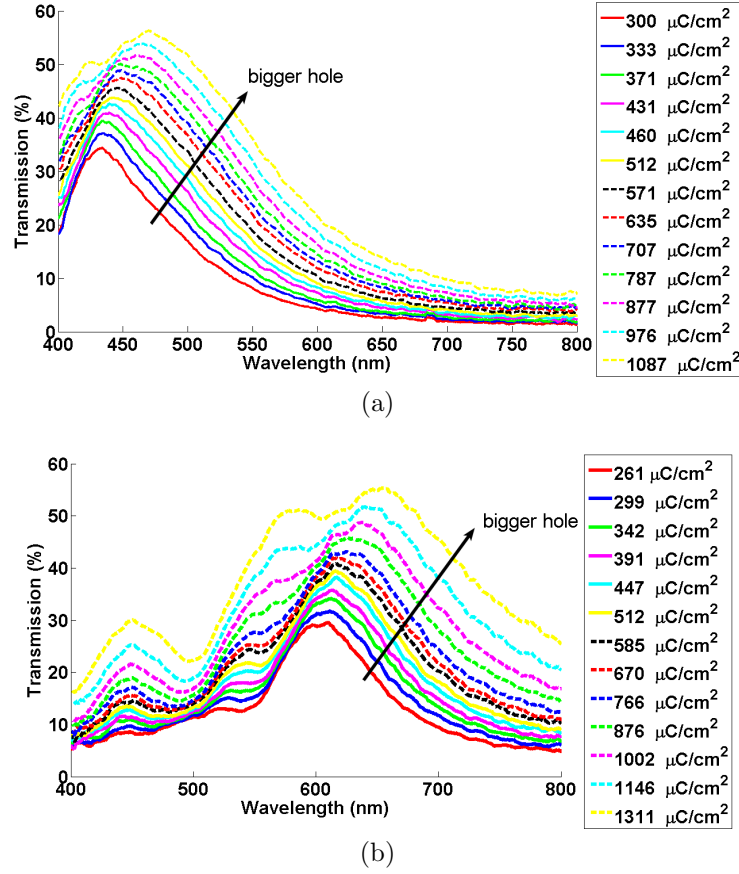 60
50
40
30
20
10
0
Transmission (%)
bigger hole
400 450 500 550 600 650 700 750 800
Wavelength (nm)
300 μC/cm²
333 μC/cm²
371 μC/cm²
431 μC/cm²
460 μC/cm²
512 μC/cm²
571 μC/cm²
635 μC/cm²
707 μC/cm²
787 μC/cm²
877 μC/cm²
976 μC/cm²
1087 μC/cm²
(a)
60
50
40
30
20
10
0
Transmission (%)
bigger hole
400 500 600 700 800
Wavelength (nm)
261 μC/cm²
299 μC/cm²
342 μC/cm²
391 μC/cm²
447 μC/cm²
512 μC/cm²
585 μC/cm²
670 μC/cm²
766 μC/cm²
876 μC/cm²
1002 μC/cm²
1146 μC/cm²
1311 μC/cm²
(b)